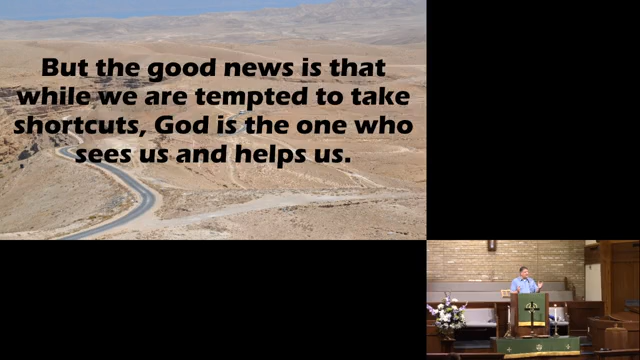 But the good news is that
while we are tempted to take
shortcuts, God is the one who
sees us and helps us.